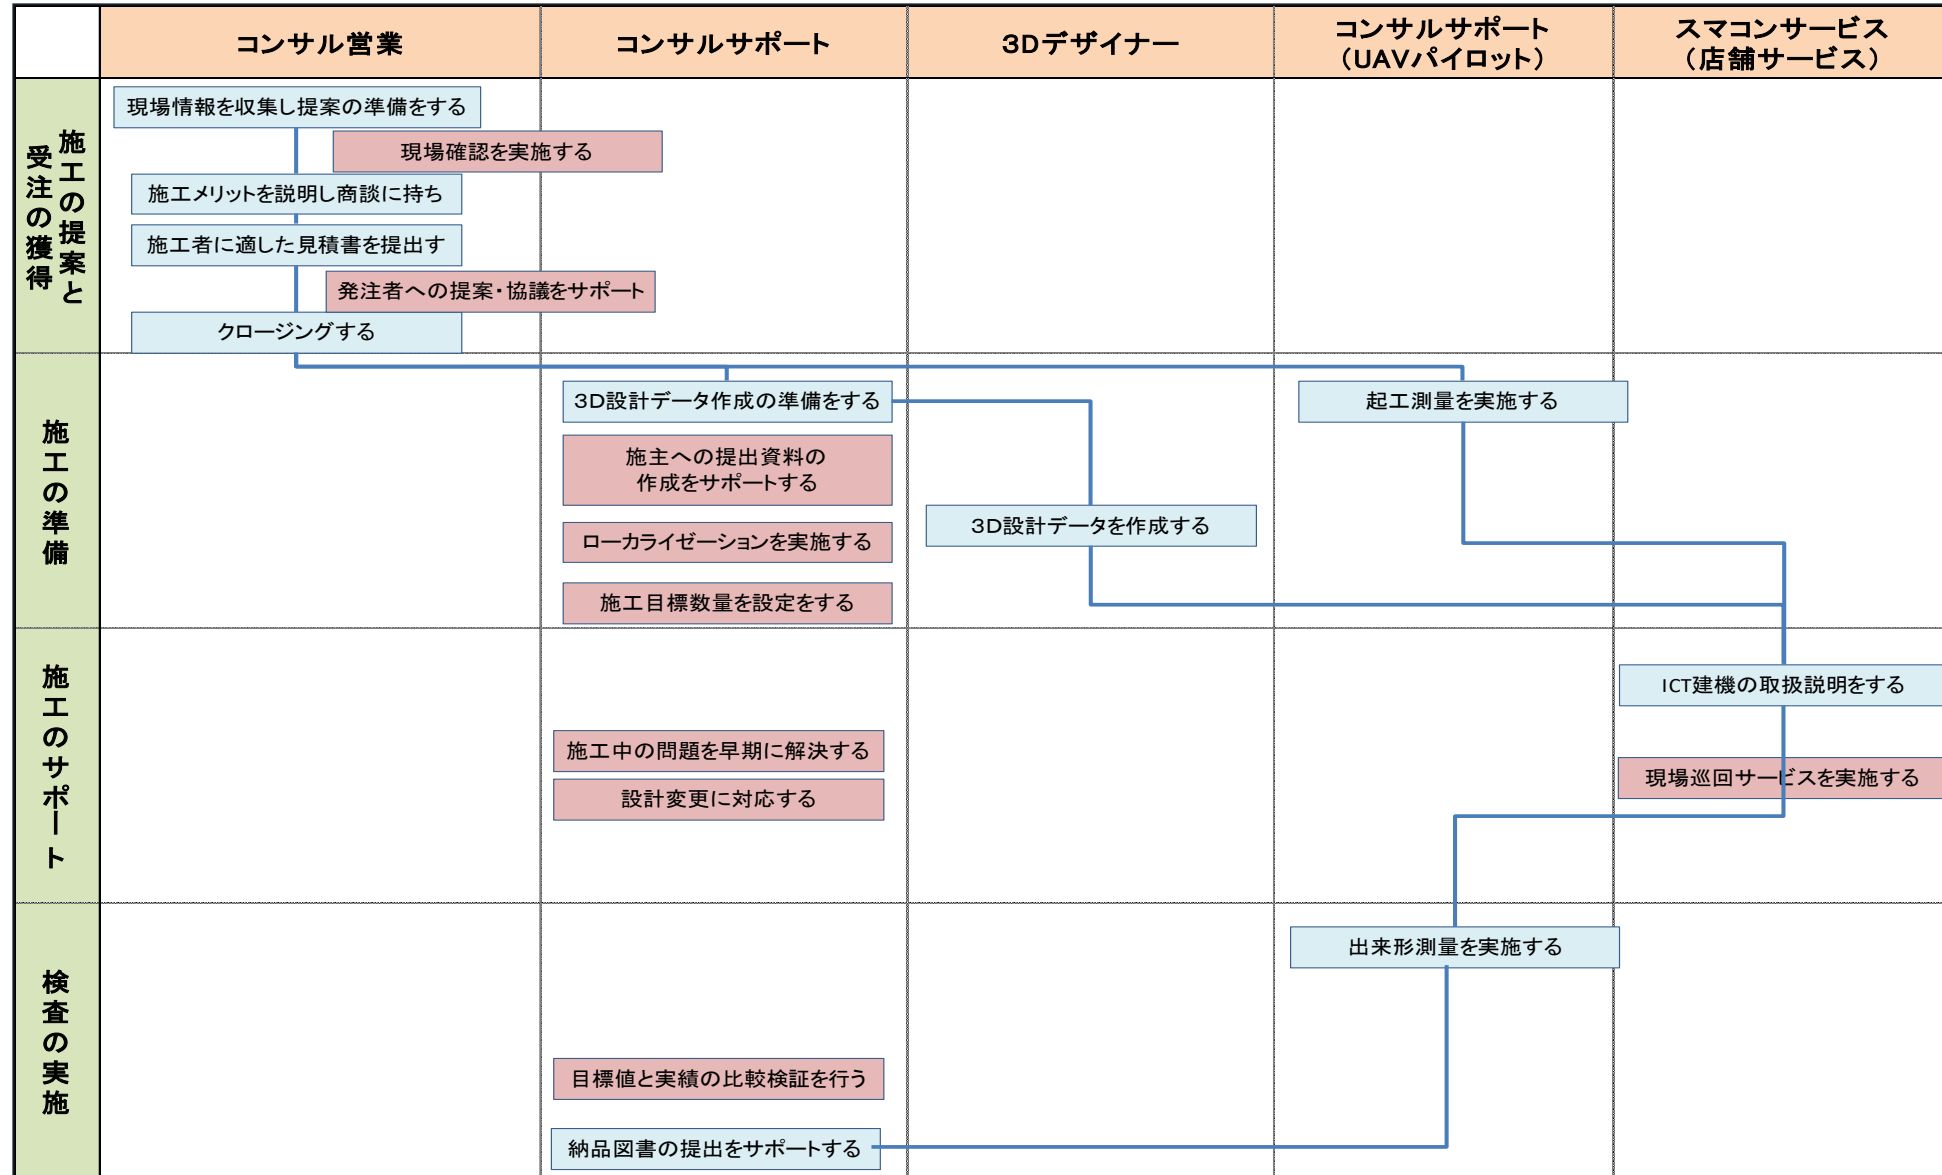 コンサル営業
コンサルサポート
3Dデザイナー
コンサルサポート
（UAVパイロット）
スマコンサービス
（店舗サービス）
施工の提案と
受注の獲得
現場情報を収集し提案の準備をする
現場確認を実施する
施工メリットを説明し商談に持ち
施工者に適した見積書を提出す
発注者への提案・協議をサポート
クロージングする
施工の準備
3D設計データ作成の準備をする
起工測量を実施する
施主への提出資料の
作成をサポートする
3D設計データを作成する
ローカライゼーションを実施する
施工目標数量を設定をする
施工のサポート
ICT建機の取扱説明をする
施工中の問題を早期に解決する
現場巡回サービスを実施する
設計変更に対応する
検査の実施
出来形測量を実施する
目標値と実績の比較検証を行う
納品図書の提出をサポートする